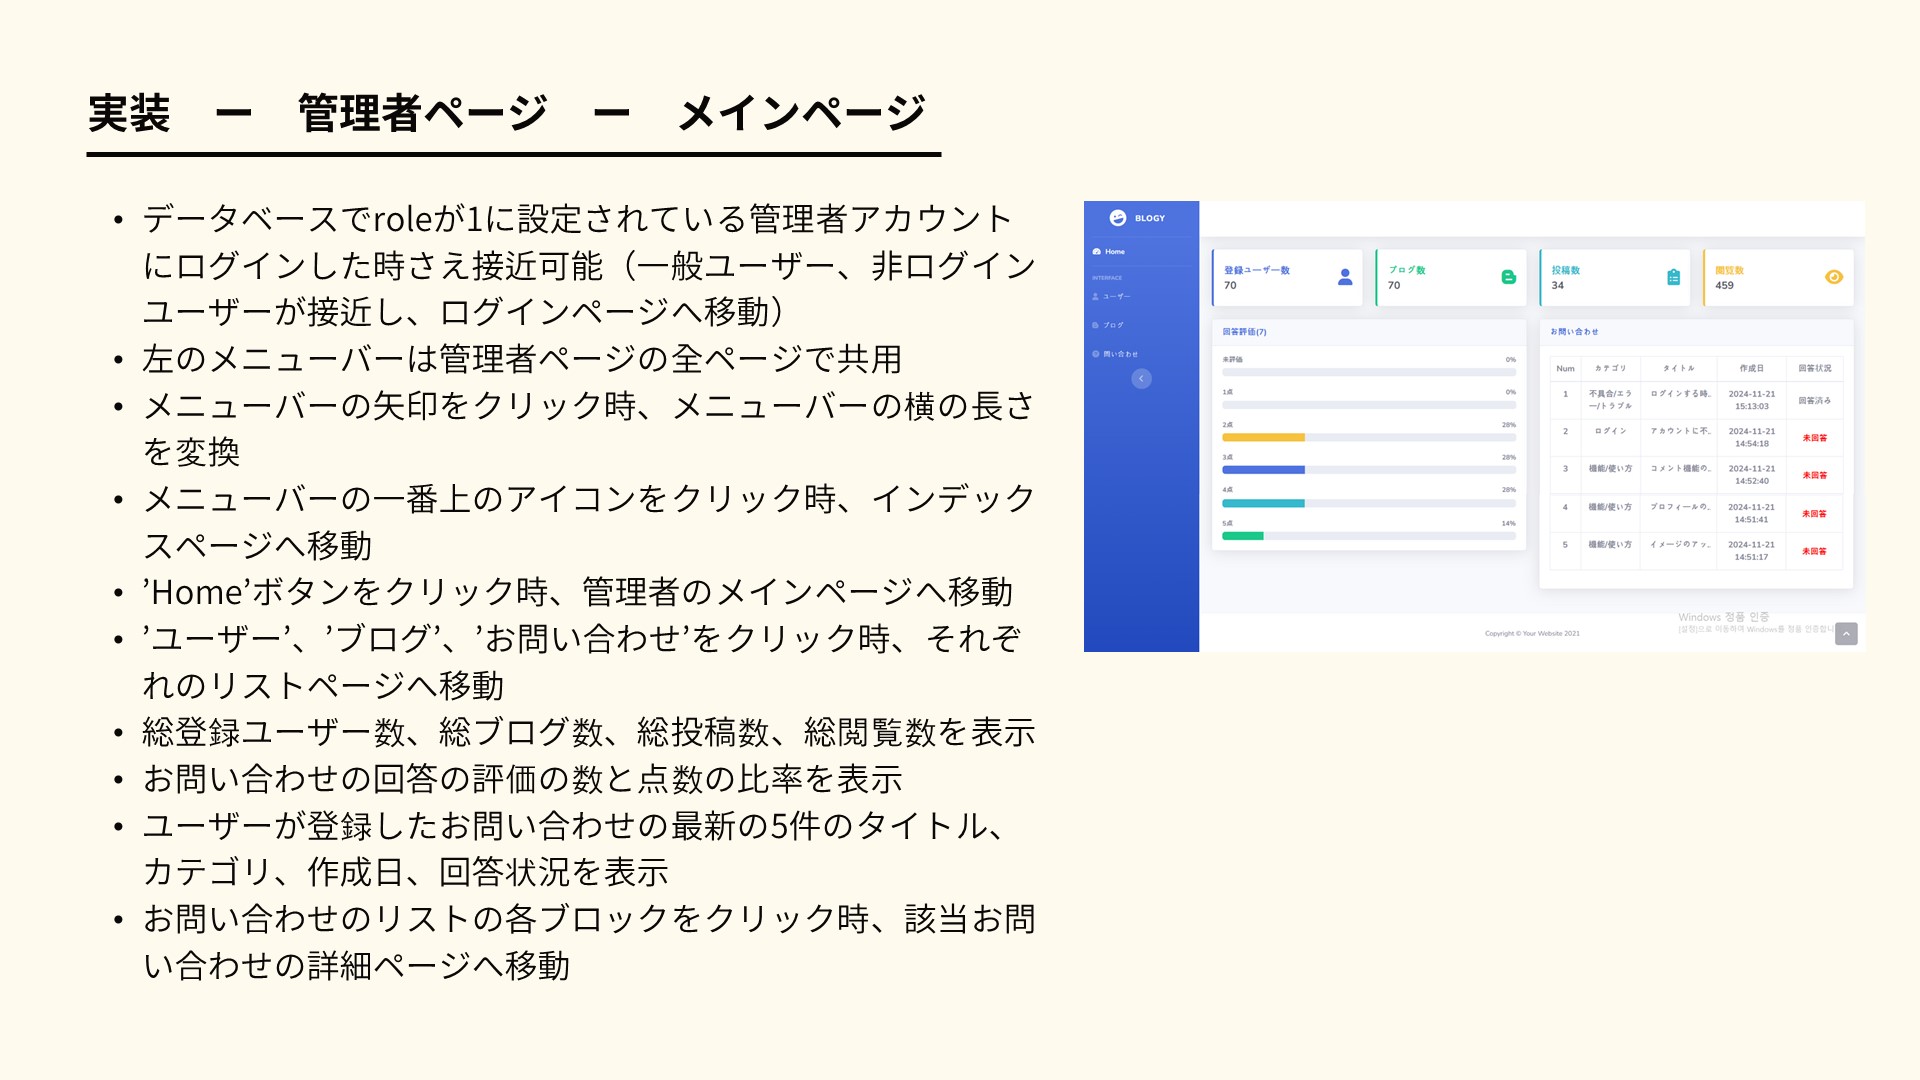 実装　ー　管理者ページ　ー　メインページ
• データベースでroleが1に設定されている管理者アカウント
にログインした時さえ接近可能（一般ユーザー、非ログイン
ユーザーが接近し、ログインページへ移動）
• 左のメニューバーは管理者ページの全ページで共用
• メニューバーの矢印をクリック時、メニューバーの横の長さ
を変換
• メニューバーの一番上のアイコンをクリック時、インデック
スページへ移動
• ’Home’ボタンをクリック時、管理者のメインページへ移動
• ’ユーザー’、’ブログ’、’お問い合わせ’をクリック時、それぞ
れのリストページへ移動
• 総登録ユーザー数、総ブログ数、総投稿数、総閲覧数を表示
• お問い合わせの回答の評価の数と点数の比率を表示
• ユーザーが登録したお問い合わせの最新の5件のタイトル、
カテゴリ、作成日、回答状況を表示
• お問い合わせのリストの各ブロックをクリック時、該当お問
い合わせの詳細ページへ移動
BLOGY
Home
INTERFACE
ユーザー
ブログ
問い合わせ
登録ユーザー数
70
ブログ数
70
投稿数
34
閲覧数
459
回答評価(7)
未評価 0%
1点 0%
2点 28%
3点 28%
4点 28%
5点 14%
お問い合わせ
Num カテゴリ タイトル 作成日 回答状況
1 不具合/エラー/トラブル ログインする時.. 2024-11-21 15:13:03 回答済み
2 ログイン アカウントに不.. 2024-11-21 14:54:18 未回答
3 機能/使い方 コメント機能の.. 2024-11-21 14:52:40 未回答
4 機能/使い方 プロフィールの.. 2024-11-21 14:51:41 未回答
5 機能/使い方 イメージのアッ.. 2024-11-21 14:51:17 未回答
Windows 정품 인증
[설정]으로 이동하여 Windows를 정품 인증합니
Copyright © Your Website 2021